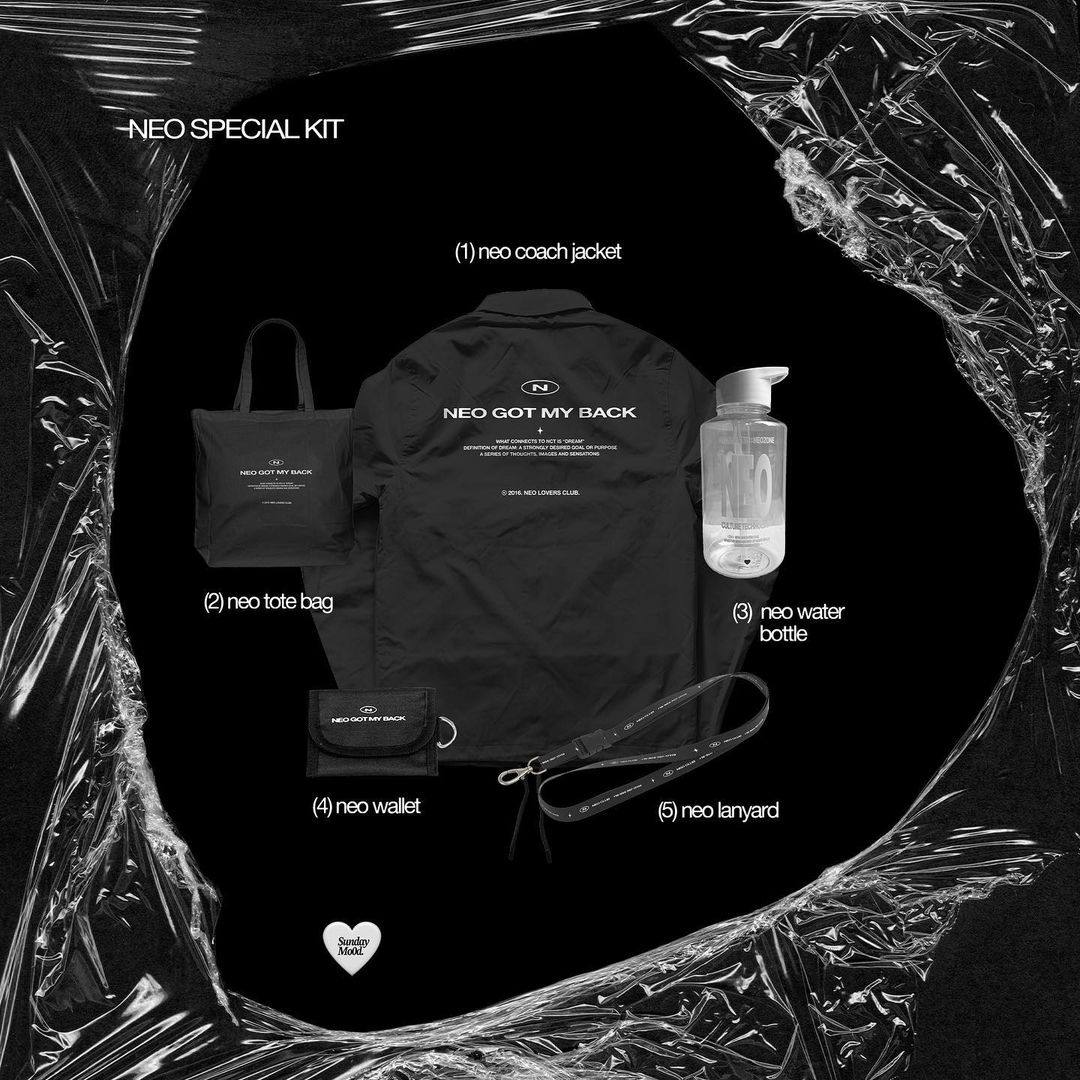 NEO SPECIAL KIT
(1) neo coach jacket
N
NEO GOT MY BACK
WHAT CONNECTS TO NCT IS "DREAM"
DEFINITION OF DREAM: A STRONGLY DESIRED GOAL OR PURPOSE
A SERIES OF THOUGHTS, IMAGES AND SENSATIONS
© 2016. NEO LOVERS CLUB.
N
NEO GOT MY BACK
(2) neo tote bag
NEO
CULTURE TECHNOLOGY
(3) neo water
bottle
N
NEO GOT MY BACK
(4) neo wallet
(5) neo lanyard
Sunday
Mo0d.